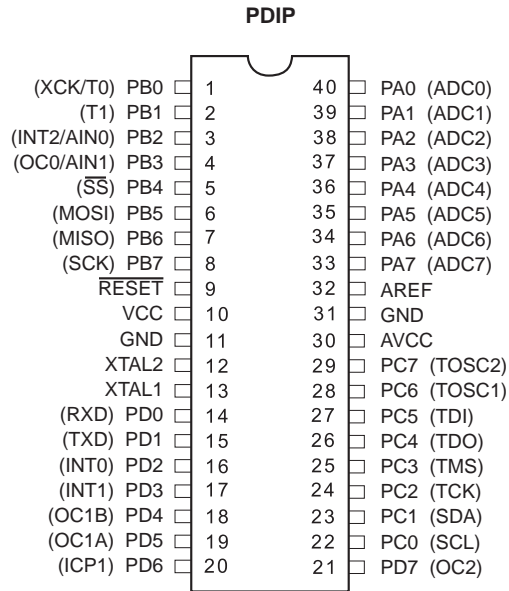 PDIP
(XCK/T0) PB0 1 40 PA0 (ADC0)
(T1) PB1 2 39 PA1 (ADC1)
(INT2/AIN0) PB2 3 38 PA2 (ADC2)
(OC0/AIN1) PB3 4 37 PA3 (ADC3)
(S̅S̅) PB4 5 36 PA4 (ADC4)
(MOSI) PB5 6 35 PA5 (ADC5)
(MISO) PB6 7 34 PA6 (ADC6)
(SCK) PB7 8 33 PA7 (ADC7)
R̅E̅S̅E̅T̅ 9 32 AREF
VCC 10 31 GND
GND 11 30 AVCC
XTAL2 12 29 PC7 (TOSC2)
XTAL1 13 28 PC6 (TOSC1)
(RXD) PD0 14 27 PC5 (TDI)
(TXD) PD1 15 26 PC4 (TDO)
(INT0) PD2 16 25 PC3 (TMS)
(INT1) PD3 17 24 PC2 (TCK)
(OC1B) PD4 18 23 PC1 (SDA)
(OC1A) PD5 19 22 PC0 (SCL)
(ICP1) PD6 20 21 PD7 (OC2)